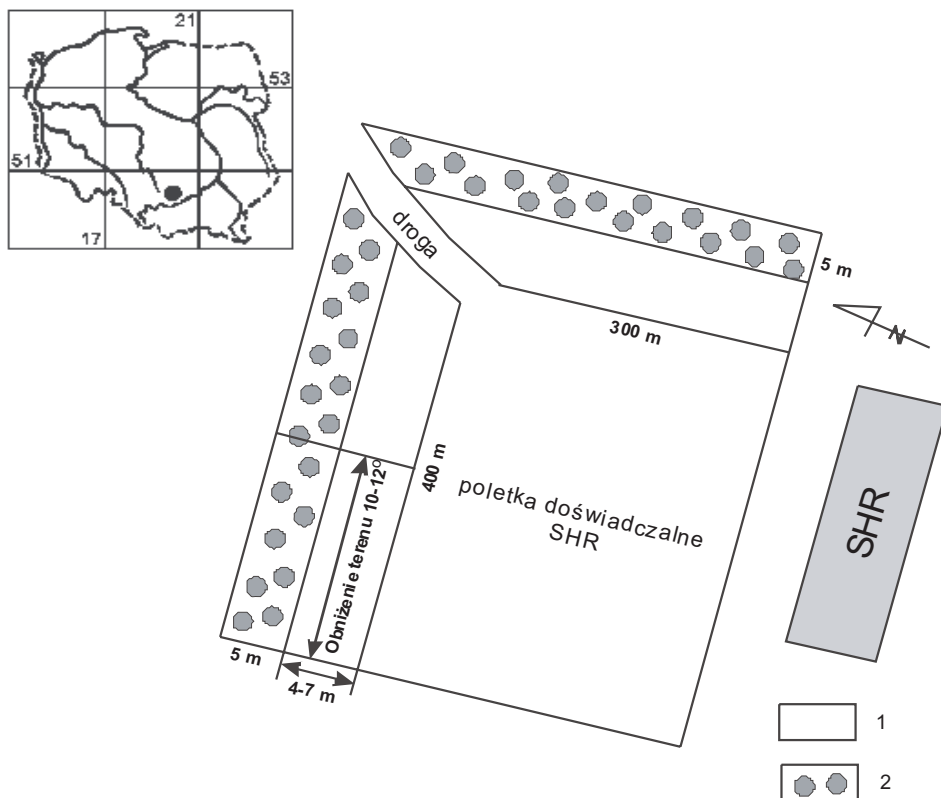 21
53
51
17
droga
5 m
300 m
N
400 m
Obniżenie terenu 10-12°
poletka doświadczalne
SHR
SHR
5 m
4-7 m
1
2